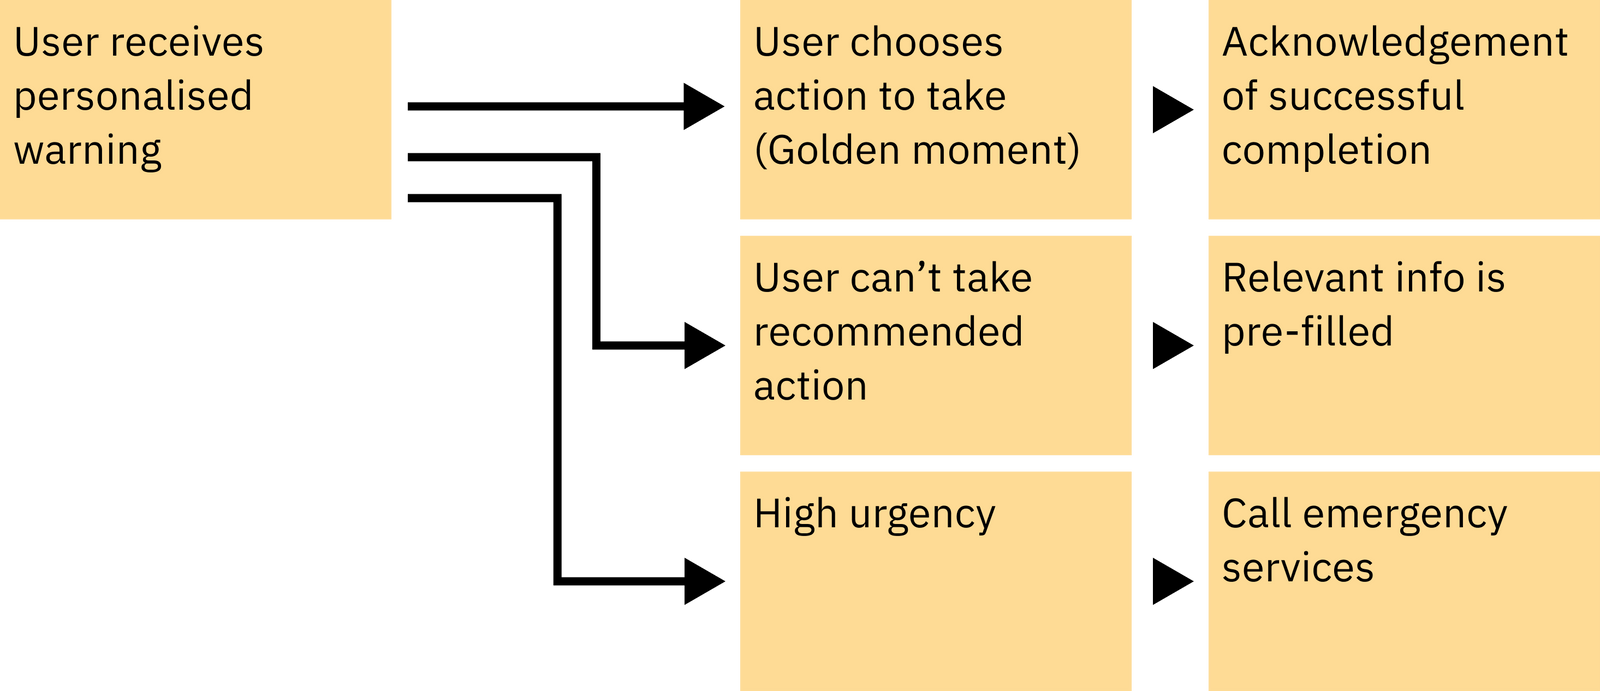 User receives
personalised
warning
User chooses
action to take
(Golden moment)
Acknowledgement
of successful
completion
User can’t take
recommended
action
Relevant info is
pre-filled
High urgency
Call emergency
services